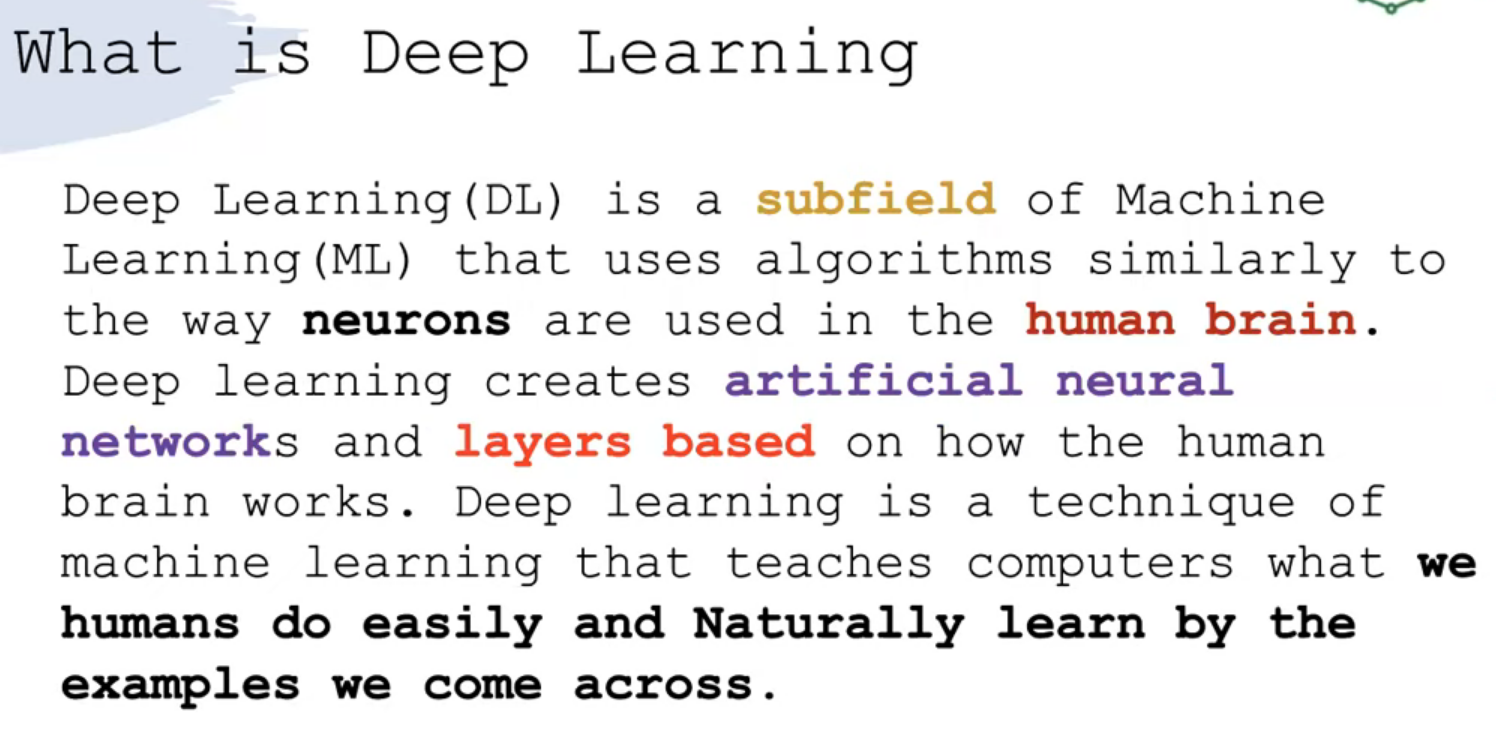 What is Deep Learning
Deep Learning(DL) is a subfield of Machine
Learning(ML) that uses algorithms similarly to
the way neurons are used in the human brain.
Deep learning creates artificial neural
networks and layers based on how the human
brain works. Deep learning is a technique of
machine learning that teaches computers what we
humans do easily and Naturally learn by the
examples we come across.